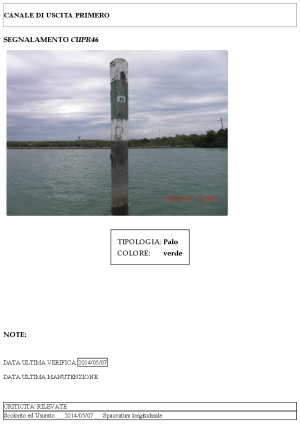 CANALE DI USCITA PRIMERO
SEGNALAMENTO CUPR46
TIPOLOGIA: Palo
COLORE: verde
NOTE:
DATA ULTIMA VERIFICA 2014/05/07
DATA ULTIMA MANUTENZIONE
CRITICITA' RILEVATE
Scolorito ed Usurato 2014/05/07 Spaccatura longitudinale